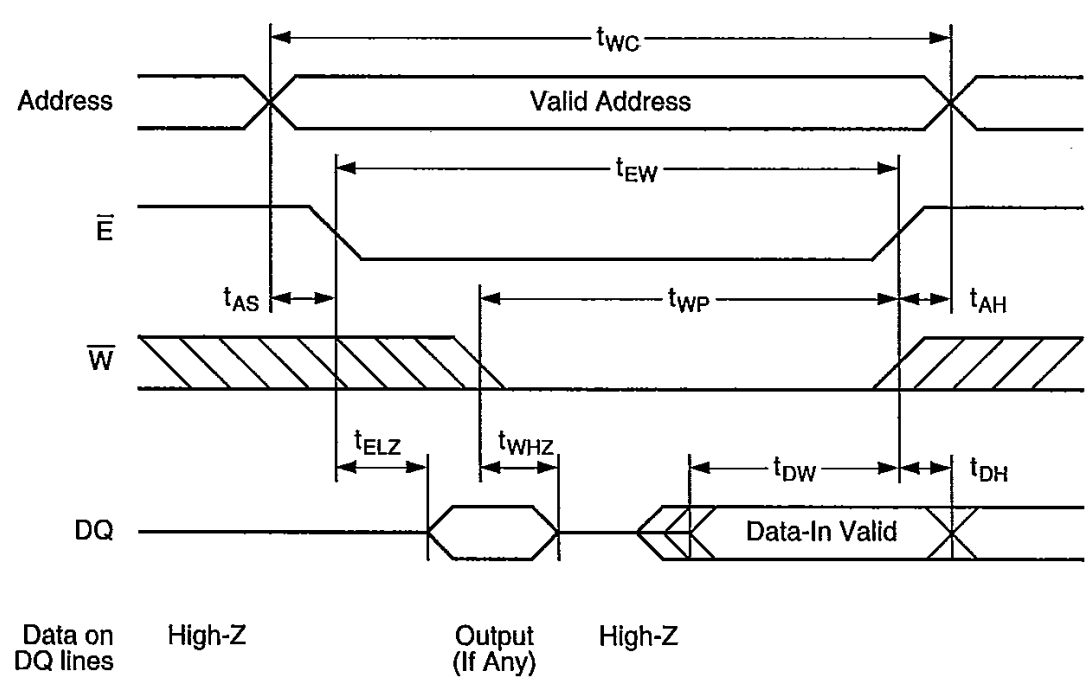 tWC
Address
Valid Address
tEW
E̅
tAS
tWP
tAH
W̅
tELZ
tWHZ
tDW
tDH
DQ
Data-In Valid
Data on
DQ lines
High-Z
Output
(If Any)
High-Z